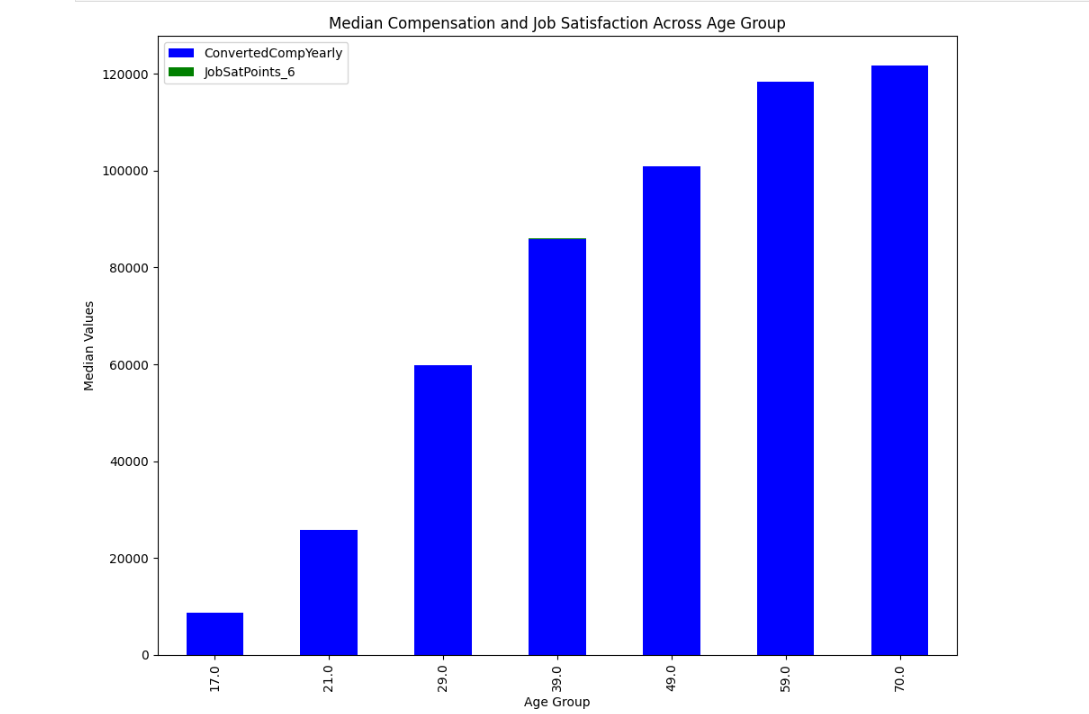 Median Compensation and Job Satisfaction Across Age Group
ConvertedCompYearly
JobSatPoints_6
120000
100000
80000
60000
40000
20000
0
Median Values
17.0
21.0
29.0
39.0
49.0
59.0
70.0
Age Group